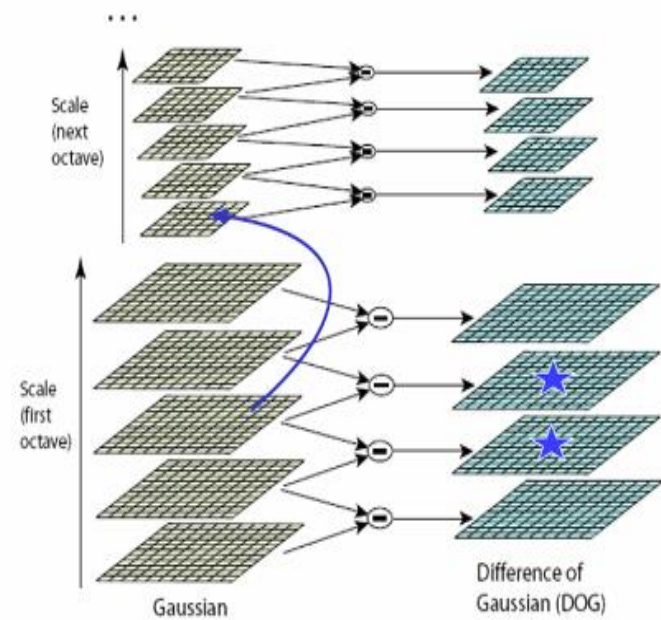 ...
Scale
(next
octave)
Scale
(first
octave)
Gaussian
Difference of
Gaussian (DOG)